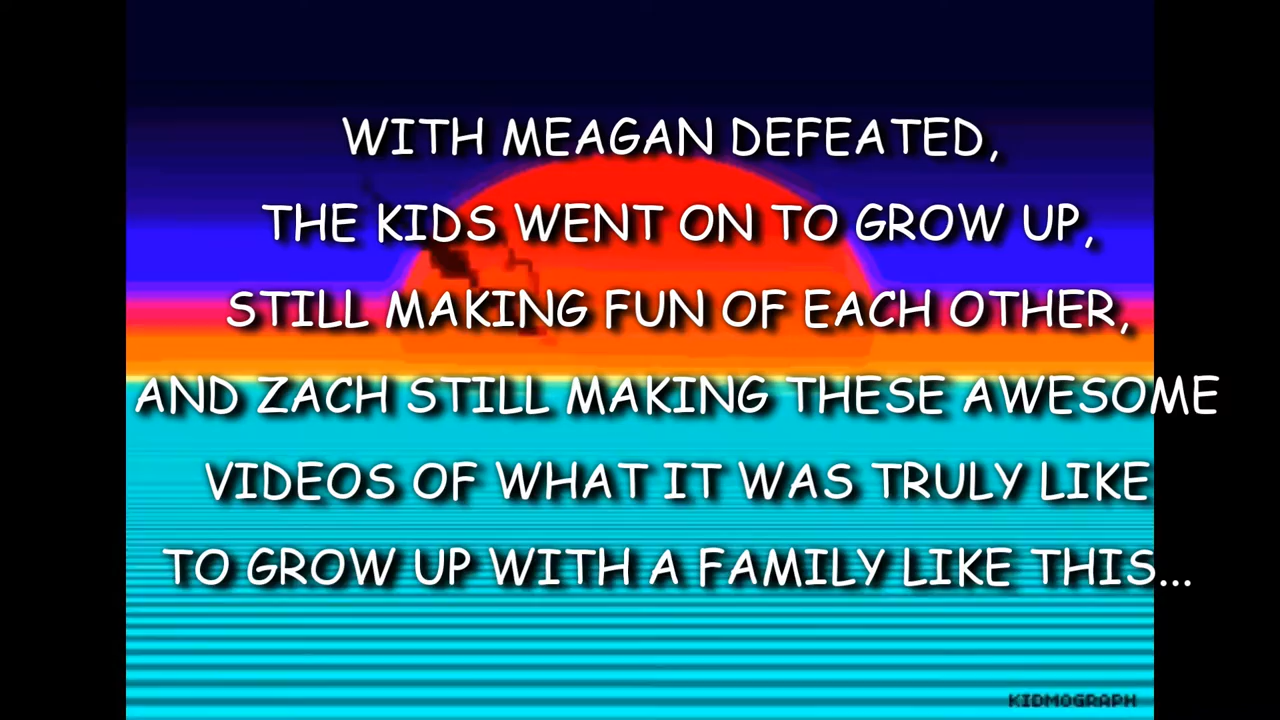 WITH MEAGAN DEFEATED,
THE KIDS WENT ON TO GROW UP,
STILL MAKING FUN OF EACH OTHER,
AND ZACH STILL MAKING THESE AWESOME
VIDEOS OF WHAT IT WAS TRULY LIKE
TO GROW UP WITH A FAMILY LIKE THIS...
KIDMOGRAPH